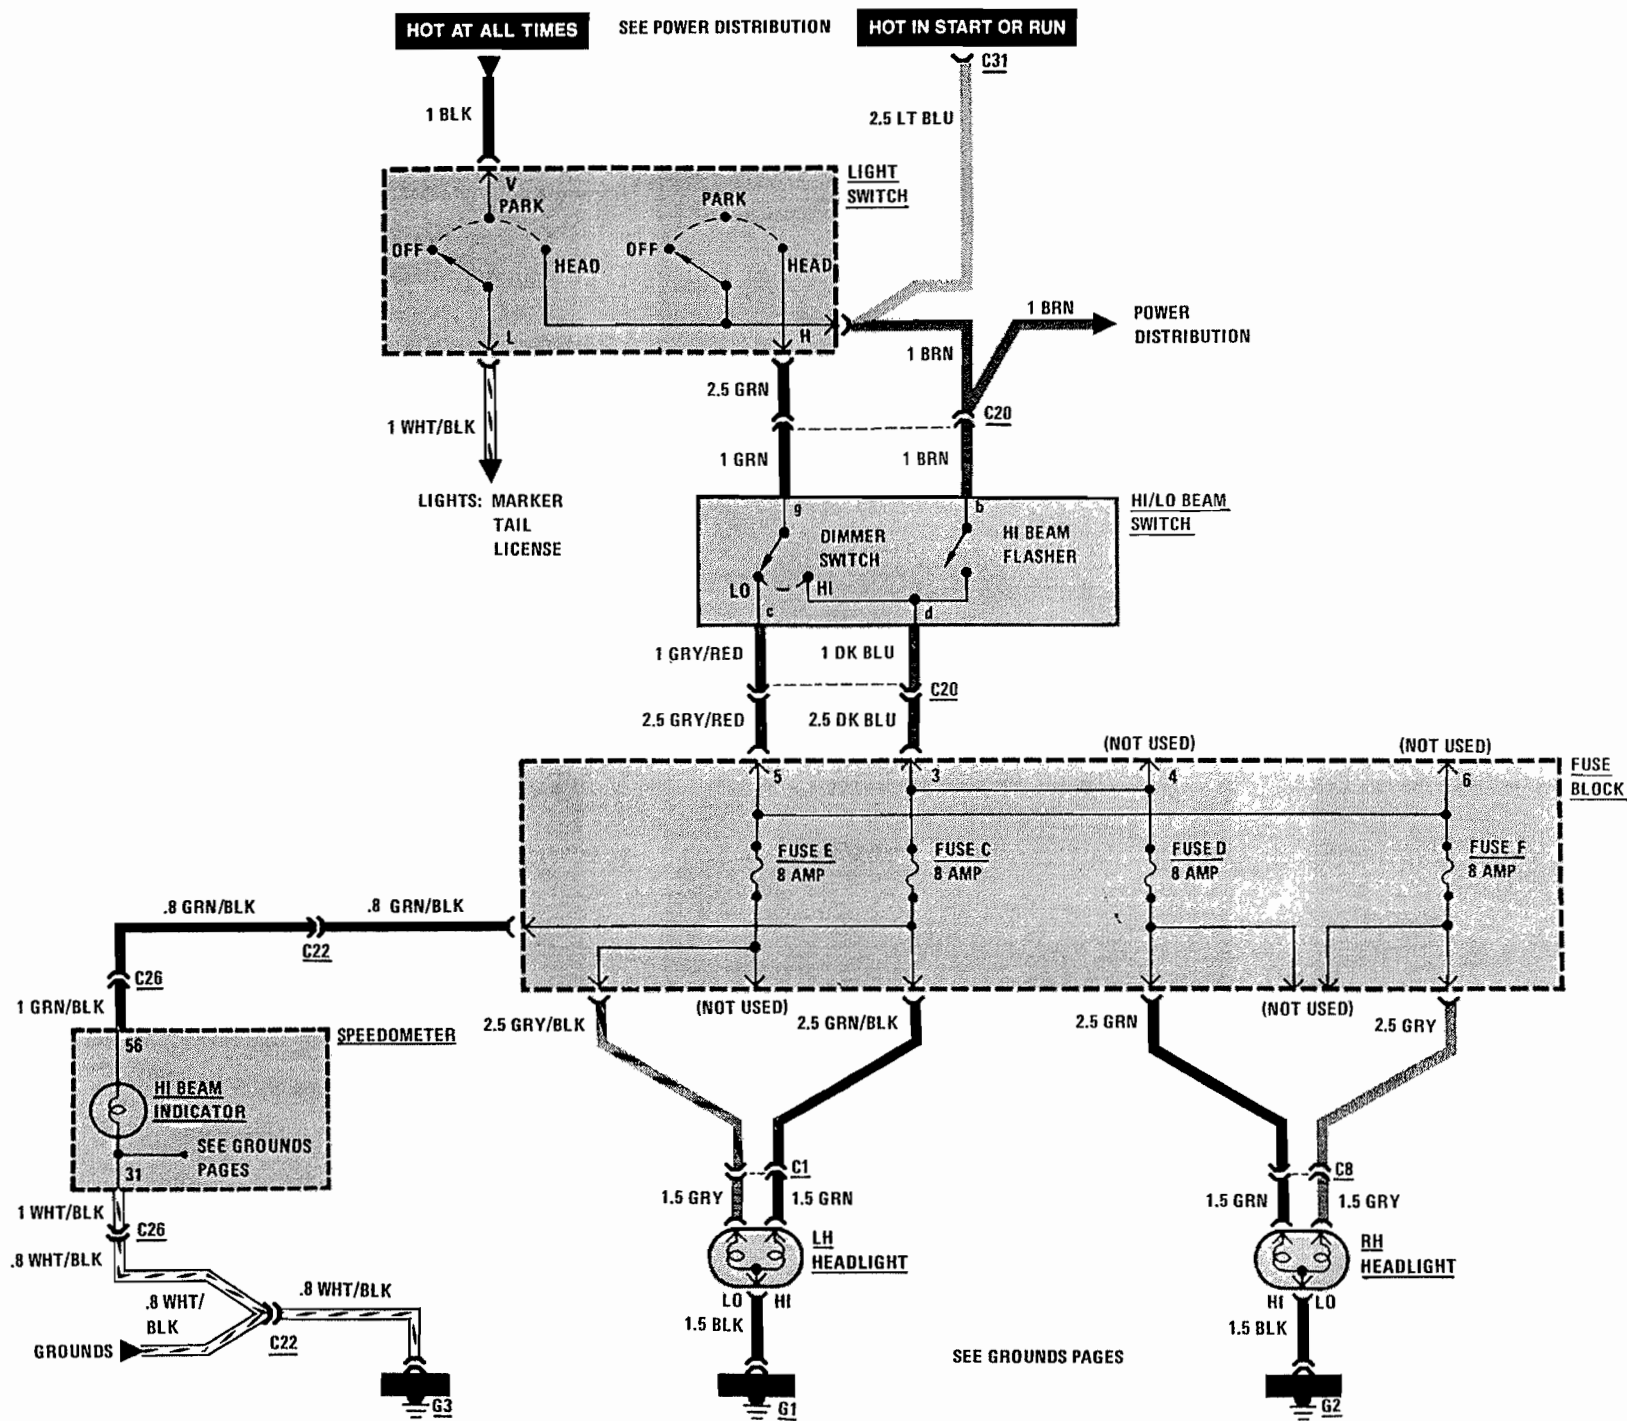 HOT AT ALL TIMES
SEE POWER DISTRIBUTION
HOT IN START OR RUN
C31
1 BLK
2.5 LT BLU
LIGHT
SWITCH
V
PARK
PARK
OFF
HEAD
OFF
HEAD
L
H
1 BRN
POWER
DISTRIBUTION
1 BRN
2.5 GRN
C20
1 WHT/BLK
1 GRN
1 BRN
LIGHTS: MARKER
TAIL
LICENSE
HI/LO BEAM
SWITCH
g
b
DIMMER
SWITCH
HI BEAM
FLASHER
LO
HI
c
d
1 GRY/RED
1 DK BLU
C20
2.5 GRY/RED
2.5 DK BLU
(NOT USED)
(NOT USED)
5
3
4
6
FUSE
BLOCK
FUSE E
8 AMP
FUSE C
8 AMP
FUSE D
8 AMP
FUSE F
8 AMP
.8 GRN/BLK
.8 GRN/BLK
C22
C26
1 GRN/BLK
(NOT USED)
(NOT USED)
2.5 GRY/BLK
2.5 GRN/BLK
2.5 GRN
2.5 GRY
SPEEDOMETER
56
HI BEAM
INDICATOR
SEE GROUNDS
PAGES
31
C1
C8
1.5 GRY
1.5 GRN
1.5 GRN
1.5 GRY
1 WHT/BLK
C26
LH
HEADLIGHT
RH
HEADLIGHT
.8 WHT/BLK
LO
HI
HI
LO
.8 WHT/BLK
.8 WHT/
BLK
1.5 BLK
1.5 BLK
C22
GROUNDS
SEE GROUNDS PAGES
G3
G1
G2